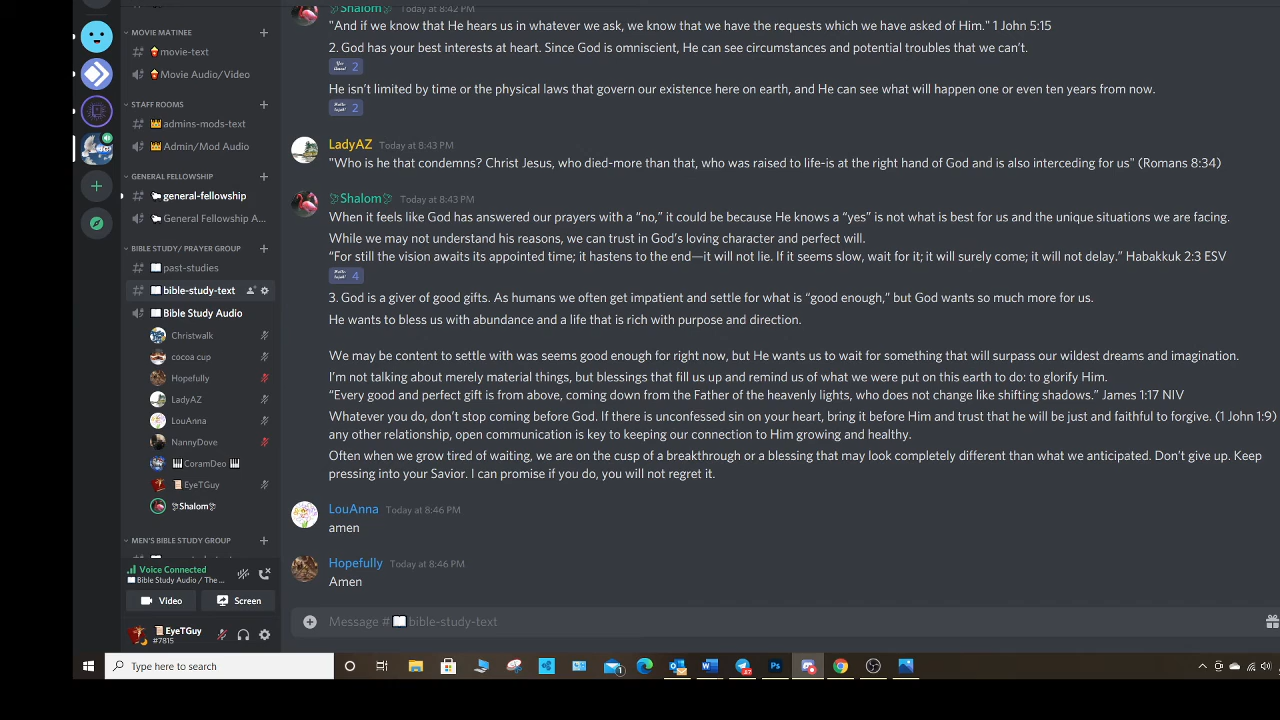 MOVIE MATINEE
movie-text
Movie Audio/Video
STAFF ROOMS
admins-mods-text
Admin/Mod Audio
GENERAL FELLOWSHIP
general-fellowship
General Fellowship A...
BIBLE STUDY/ PRAYER GROUP
past-studies
bible-study-text
Bible Study Audio
Christwalk
cocoa cup
Hopefully
LadyAZ
LouAnna
NannyDove
CoramDeo
EyeTGuy
Shalom
MEN'S BIBLE STUDY GROUP
Voice Connected
Bible Study Audio / The ...
Video
Screen
EyeTGuy
#7815
Shalom Today at 8:42 PM
"And if we know that He hears us in whatever we ask, we know that we have the requests which we have asked of Him." 1 John 5:15
2. God has your best interests at heart. Since God is omniscient, He can see circumstances and potential troubles that we can’t.
2
He isn’t limited by time or the physical laws that govern our existence here on earth, and He can see what will happen one or even ten years from now.
2
LadyAZ Today at 8:43 PM
"Who is he that condemns? Christ Jesus, who died-more than that, who was raised to life-is at the right hand of God and is also interceding for us" (Romans 8:34)
Shalom Today at 8:43 PM
When it feels like God has answered our prayers with a “no,” it could be because He knows a “yes” is not what is best for us and the unique situations we are facing.
While we may not understand his reasons, we can trust in God’s loving character and perfect will.
“For still the vision awaits its appointed time; it hastens to the end—it will not lie. If it seems slow, wait for it; it will surely come; it will not delay.” Habakkuk 2:3 ESV
4
3. God is a giver of good gifts. As humans we often get impatient and settle for what is “good enough,” but God wants so much more for us.
He wants to bless us with abundance and a life that is rich with purpose and direction.
We may be content to settle with was seems good enough for right now, but He wants us to wait for something that will surpass our wildest dreams and imagination.
I’m not talking about merely material things, but blessings that fill us up and remind us of what we were put on this earth to do: to glorify Him.
“Every good and perfect gift is from above, coming down from the Father of the heavenly lights, who does not change like shifting shadows.” James 1:17 NIV
Whatever you do, don’t stop coming before God. If there is unconfessed sin on your heart, bring it before Him and trust that he will be just and faithful to forgive. (1 John 1:9)
any other relationship, open communication is key to keeping our connection to Him growing and healthy.
Often when we grow tired of waiting, we are on the cusp of a breakthrough or a blessing that may look completely different than what we anticipated. Don’t give up. Keep
pressing into your Savior. I can promise if you do, you will not regret it.
LouAnna Today at 8:46 PM
amen
Hopefully Today at 8:46 PM
Amen
Message # bible-study-text
Type here to search